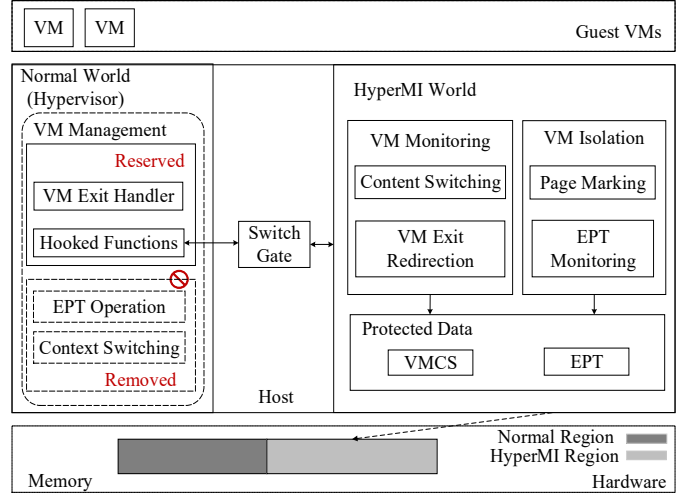 VM VM
Guest VMs
Normal World
(Hypervisor)
VM Management
Reserved
VM Exit Handler
Hooked Functions
EPT Operation
Context Switching
Removed
Switch
Gate
Host
HyperMI World
VM Monitoring
Content Switching
VM Exit
Redirection
VM Isolation
Page Marking
EPT
Monitoring
Protected Data
VMCS
EPT
Normal Region
HyperMI Region
Memory
Hardware